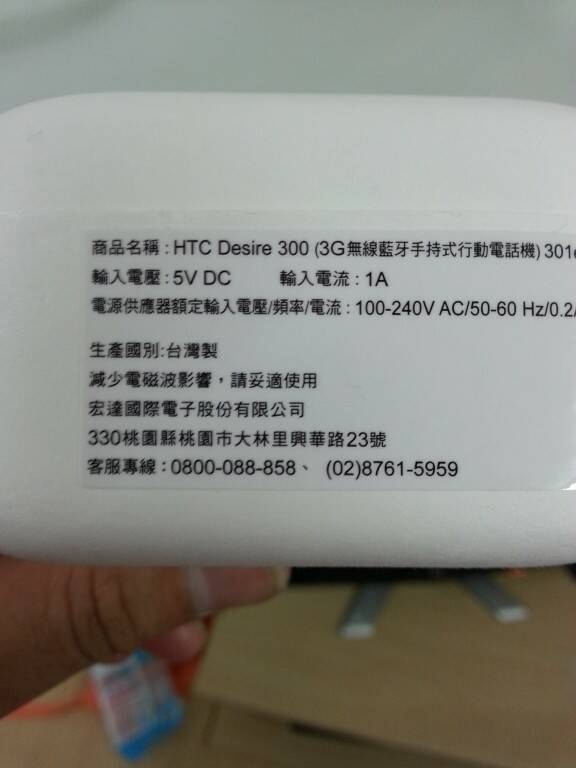 商品名稱：HTC Desire 300 (3G無線藍牙手持式行動電話機) 301e
輸入電壓：5V DC 輸入電流：1A
電源供應器額定輸入電壓/頻率/電流：100-240V AC/50-60 Hz/0.2
生產國別:台灣製
減少電磁波影響，請妥適使用
宏達國際電子股份有限公司
330桃園縣桃園市大林里興華路23號
客服專線：0800-088-858、 (02)8761-5959